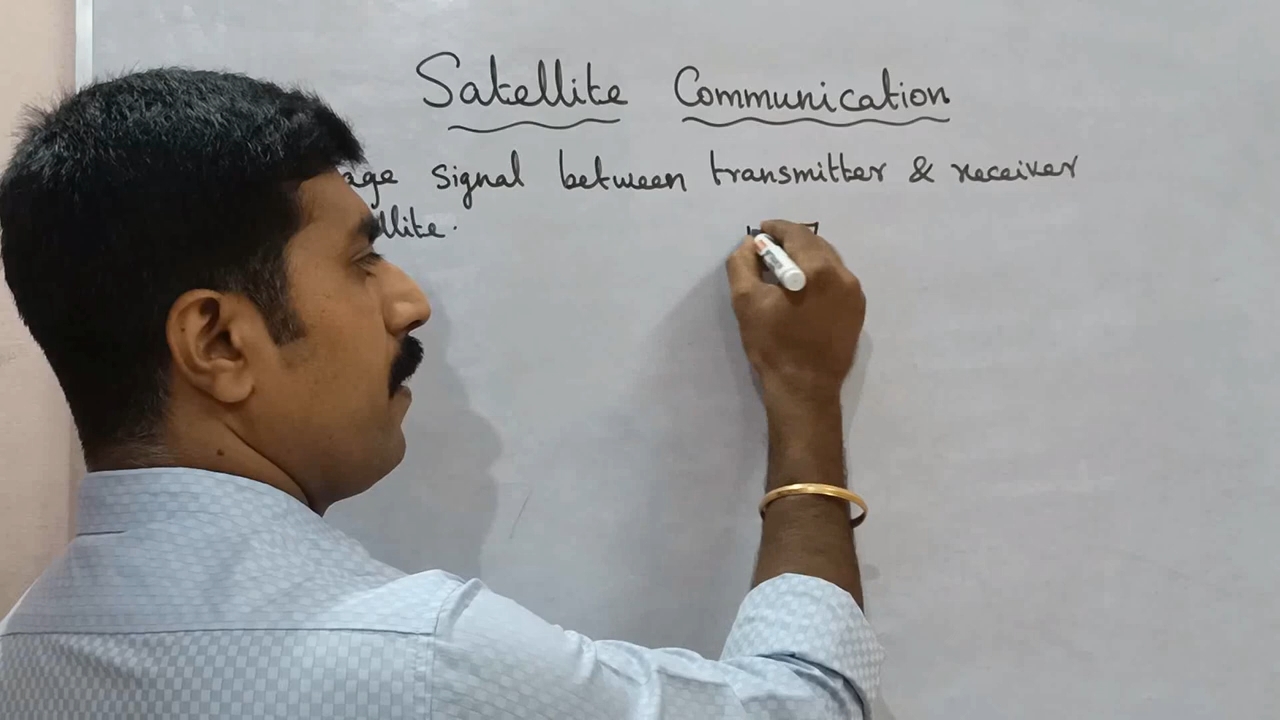 Satellite Communication
signal between transmitter & receiver